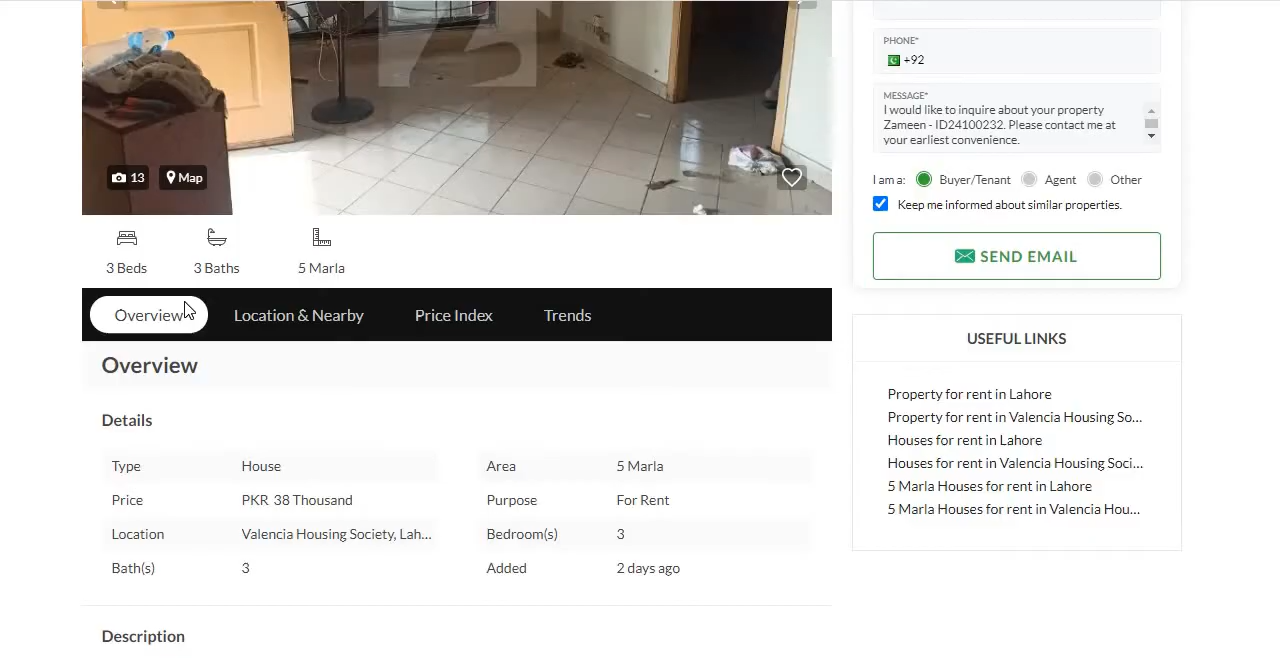 13 Map
3 Beds 3 Baths 5 Marla
Overview Location & Nearby Price Index Trends
Overview
Details
Type House Area 5 Marla
Price PKR 38 Thousand Purpose For Rent
Location Valencia Housing Society, Lah... Bedroom(s) 3
Bath(s) 3 Added 2 days ago
Description
PHONE*
+92
MESSAGE*
I would like to inquire about your property
Zameen - ID24100232. Please contact me at
your earliest convenience.
I am a: Buyer/Tenant Agent Other
Keep me informed about similar properties.
SEND EMAIL
USEFUL LINKS
Property for rent in Lahore
Property for rent in Valencia Housing So...
Houses for rent in Lahore
Houses for rent in Valencia Housing Soci...
5 Marla Houses for rent in Lahore
5 Marla Houses for rent in Valencia Hou...